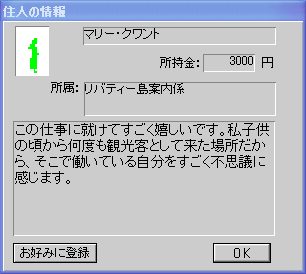 住人の情報
マリー・クワント
所持金: 3000 円
所属: リバティー島案内係
この仕事に就けてすごく嬉しいです。私子供
の頃から何度も観光客として来た場所だか
ら、そこで働いている自分をすごく不思議に
感じます。
お好みに登録 OK